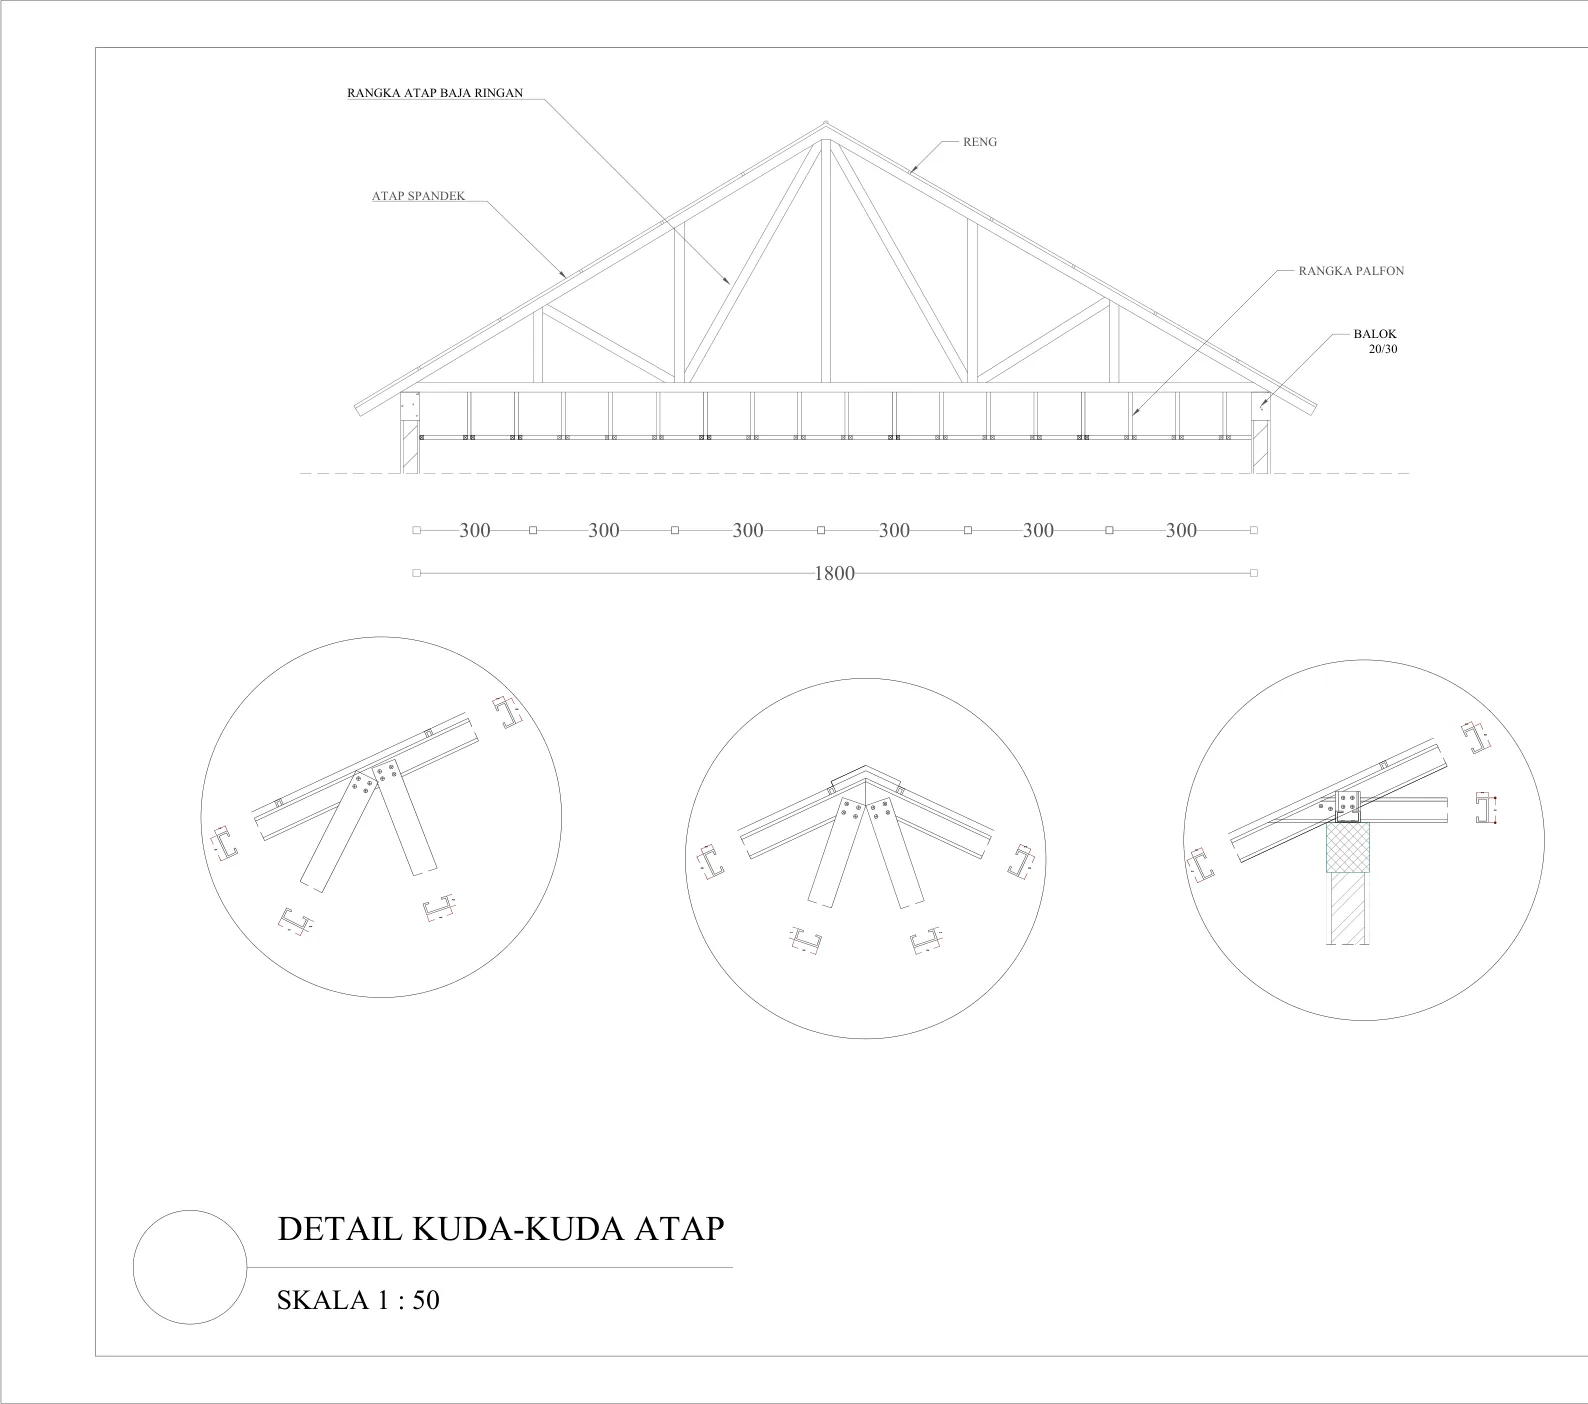 RANGKA ATAP BAJA RINGAN
RENG
ATAP SPANDEK
RANGKA PALFON
BALOK
20/30
300 300 300 300 300 300
1800
DETAIL KUDA-KUDA ATAP
SKALA 1 : 50